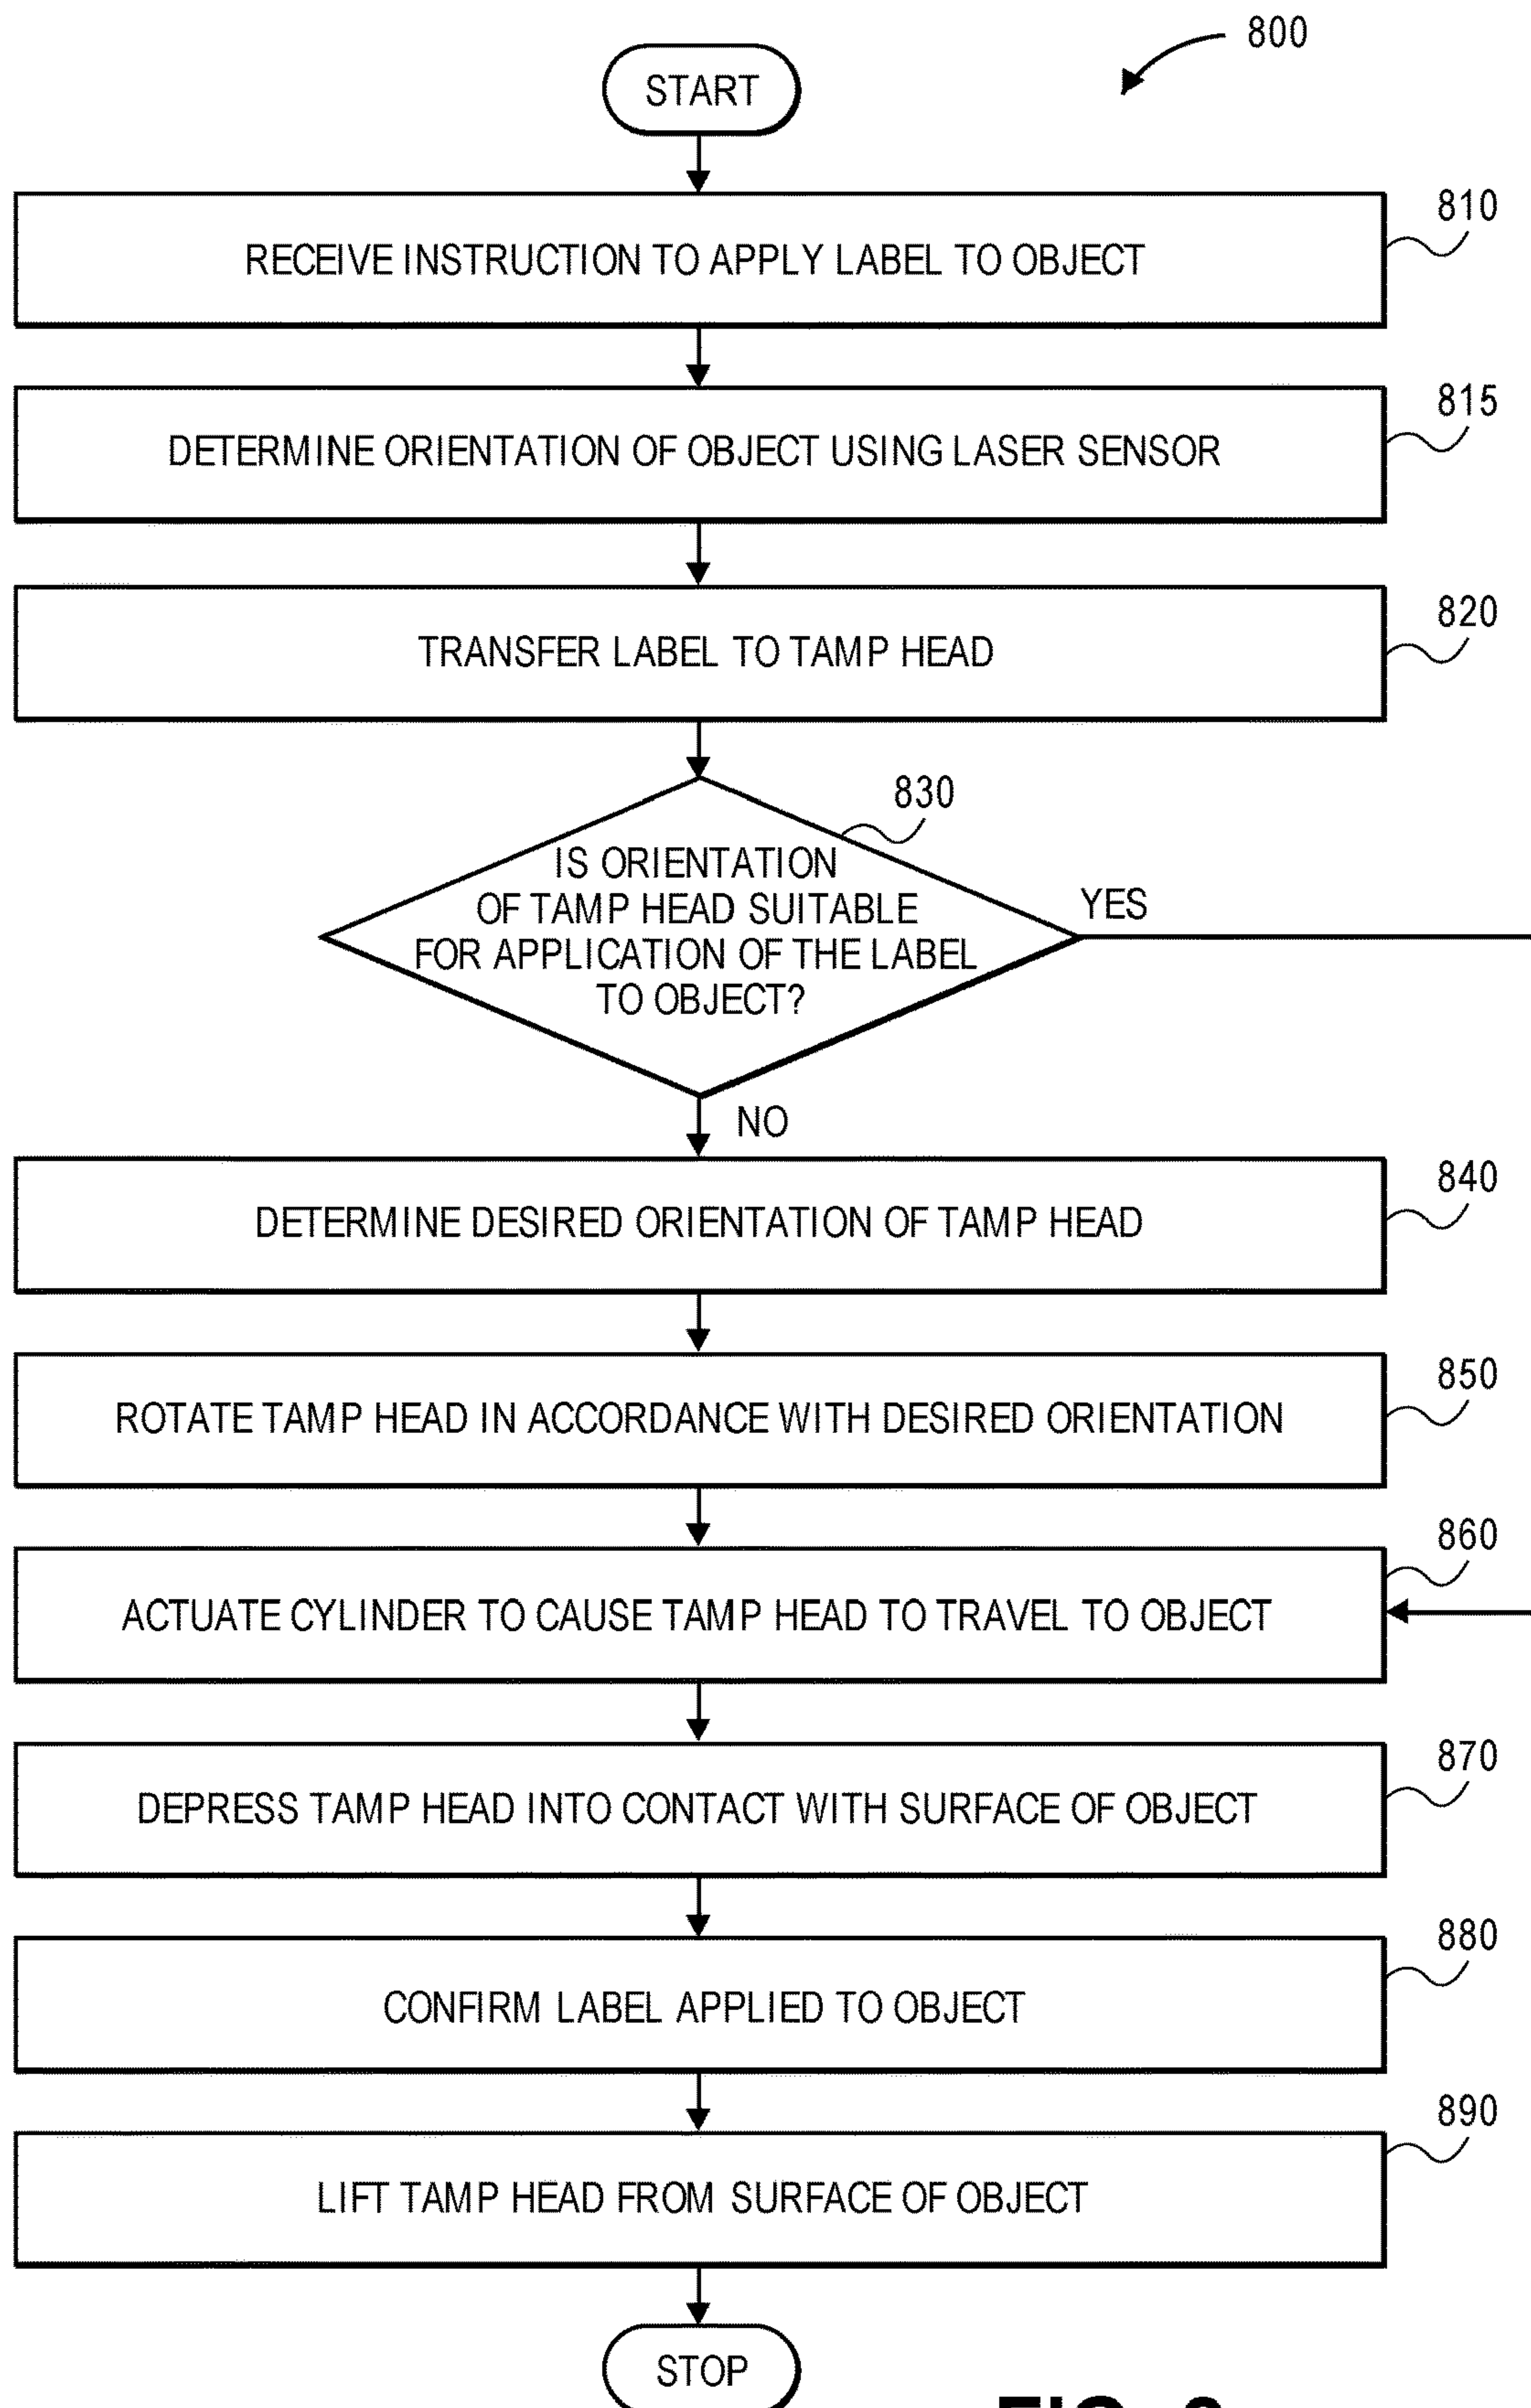 800
START
810
RECEIVE INSTRUCTION TO APPLY LABEL TO OBJECT
815
DETERMINE ORIENTATION OF OBJECT USING LASER SENSOR
820
TRANSFER LABEL TO TAMP HEAD
830
IS ORIENTATION
OF TAMP HEAD SUITABLE
FOR APPLICATION OF THE LABEL
TO OBJECT?
YES
NO
840
DETERMINE DESIRED ORIENTATION OF TAMP HEAD
850
ROTATE TAMP HEAD IN ACCORDANCE WITH DESIRED ORIENTATION
860
ACTUATE CYLINDER TO CAUSE TAMP HEAD TO TRAVEL TO OBJECT
870
DEPRESS TAMP HEAD INTO CONTACT WITH SURFACE OF OBJECT
880
CONFIRM LABEL APPLIED TO OBJECT
890
LIFT TAMP HEAD FROM SURFACE OF OBJECT
STOP
FIG.